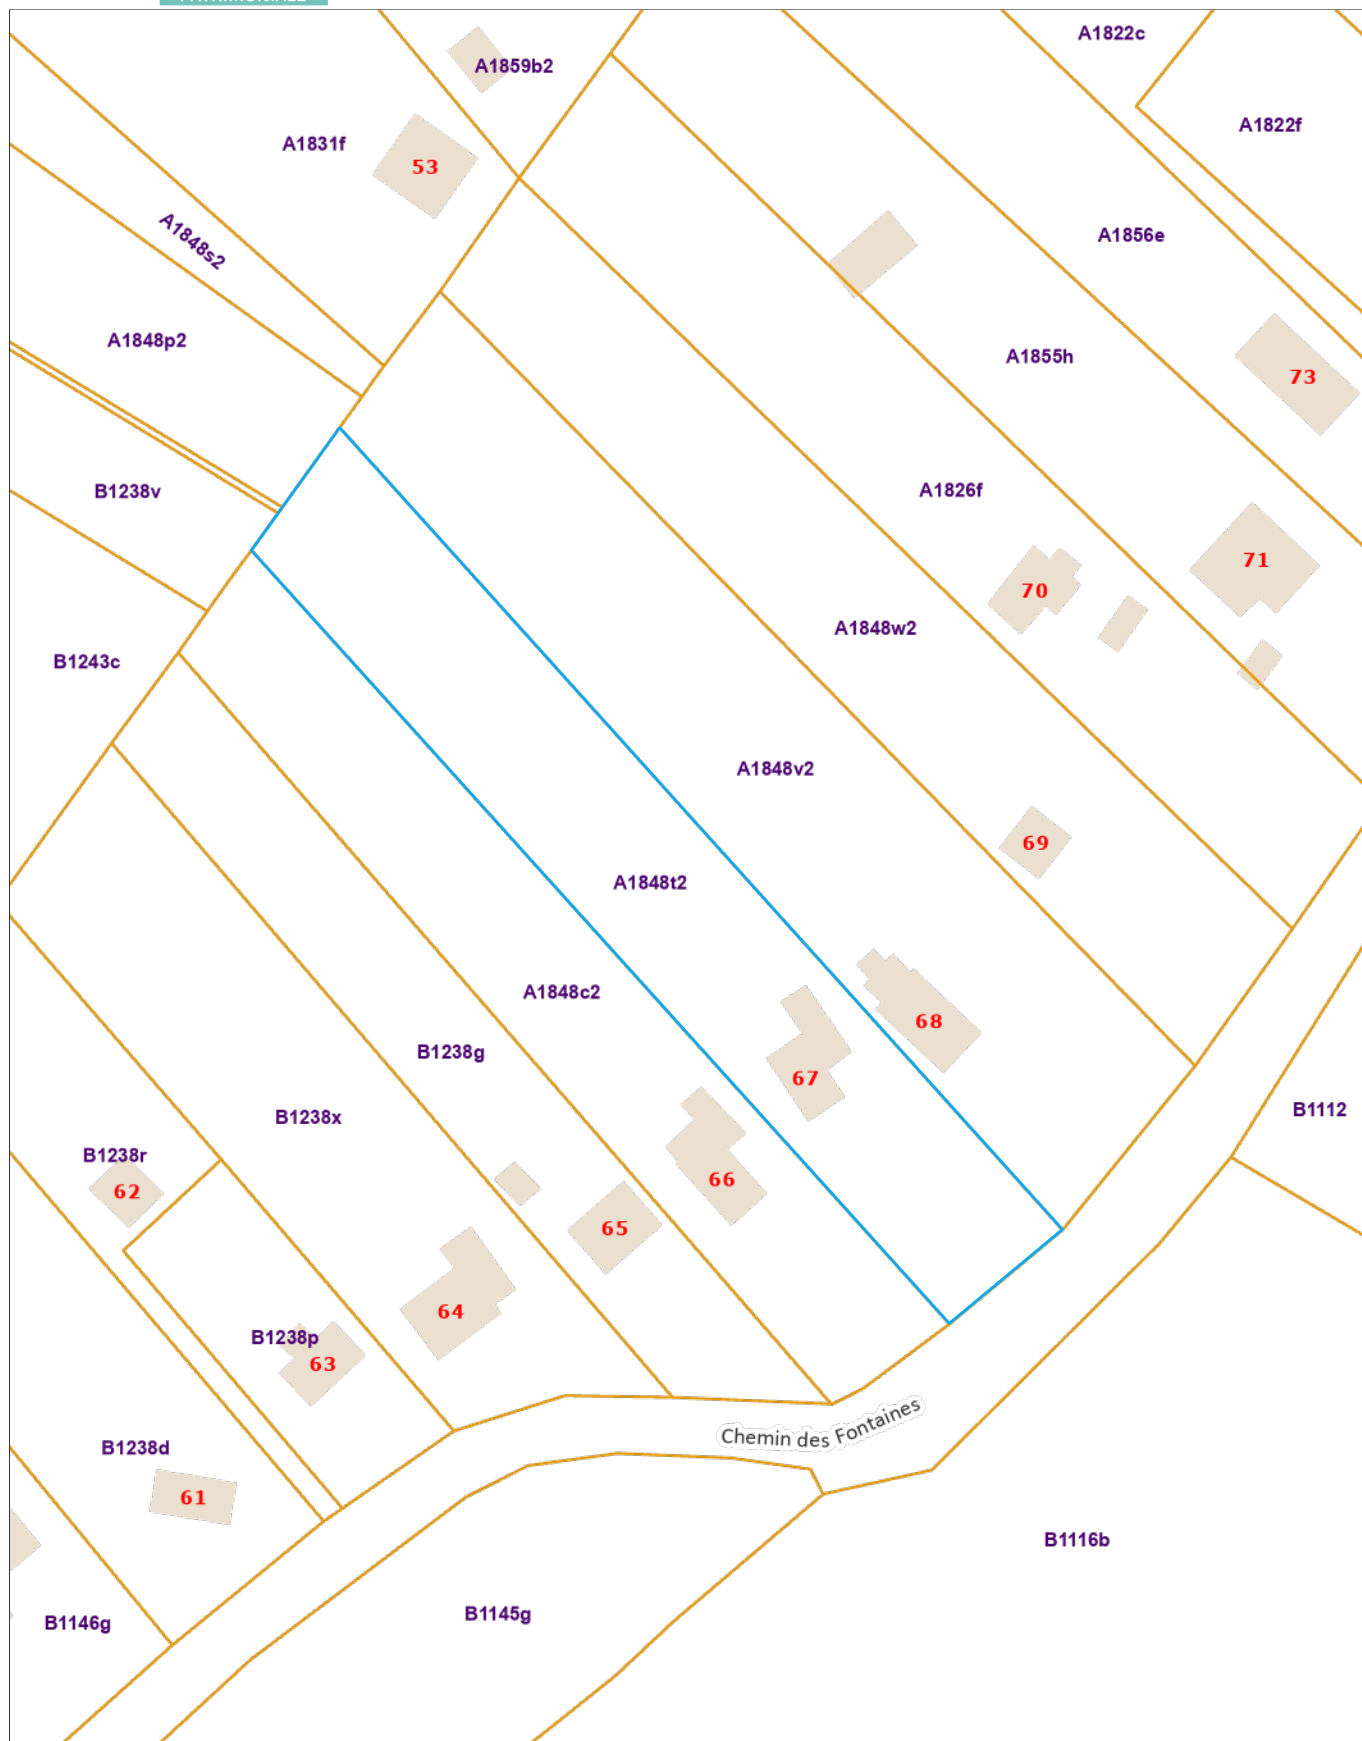 A1822c
A1859b2
A1822f
A1831f
53
A1848s2
A1856e
A1848p2
A1855h
73
B1238v
A1826f
71
70
A1848w2
B1243c
A1848v2
69
A1848t2
A1848c2
68
B1238g
67
B1112
B1238x
B1238r
62
66
65
64
B1238p
63
Chemin des Fontaines
B1238d
61
B1116b
B1145g
B1146g